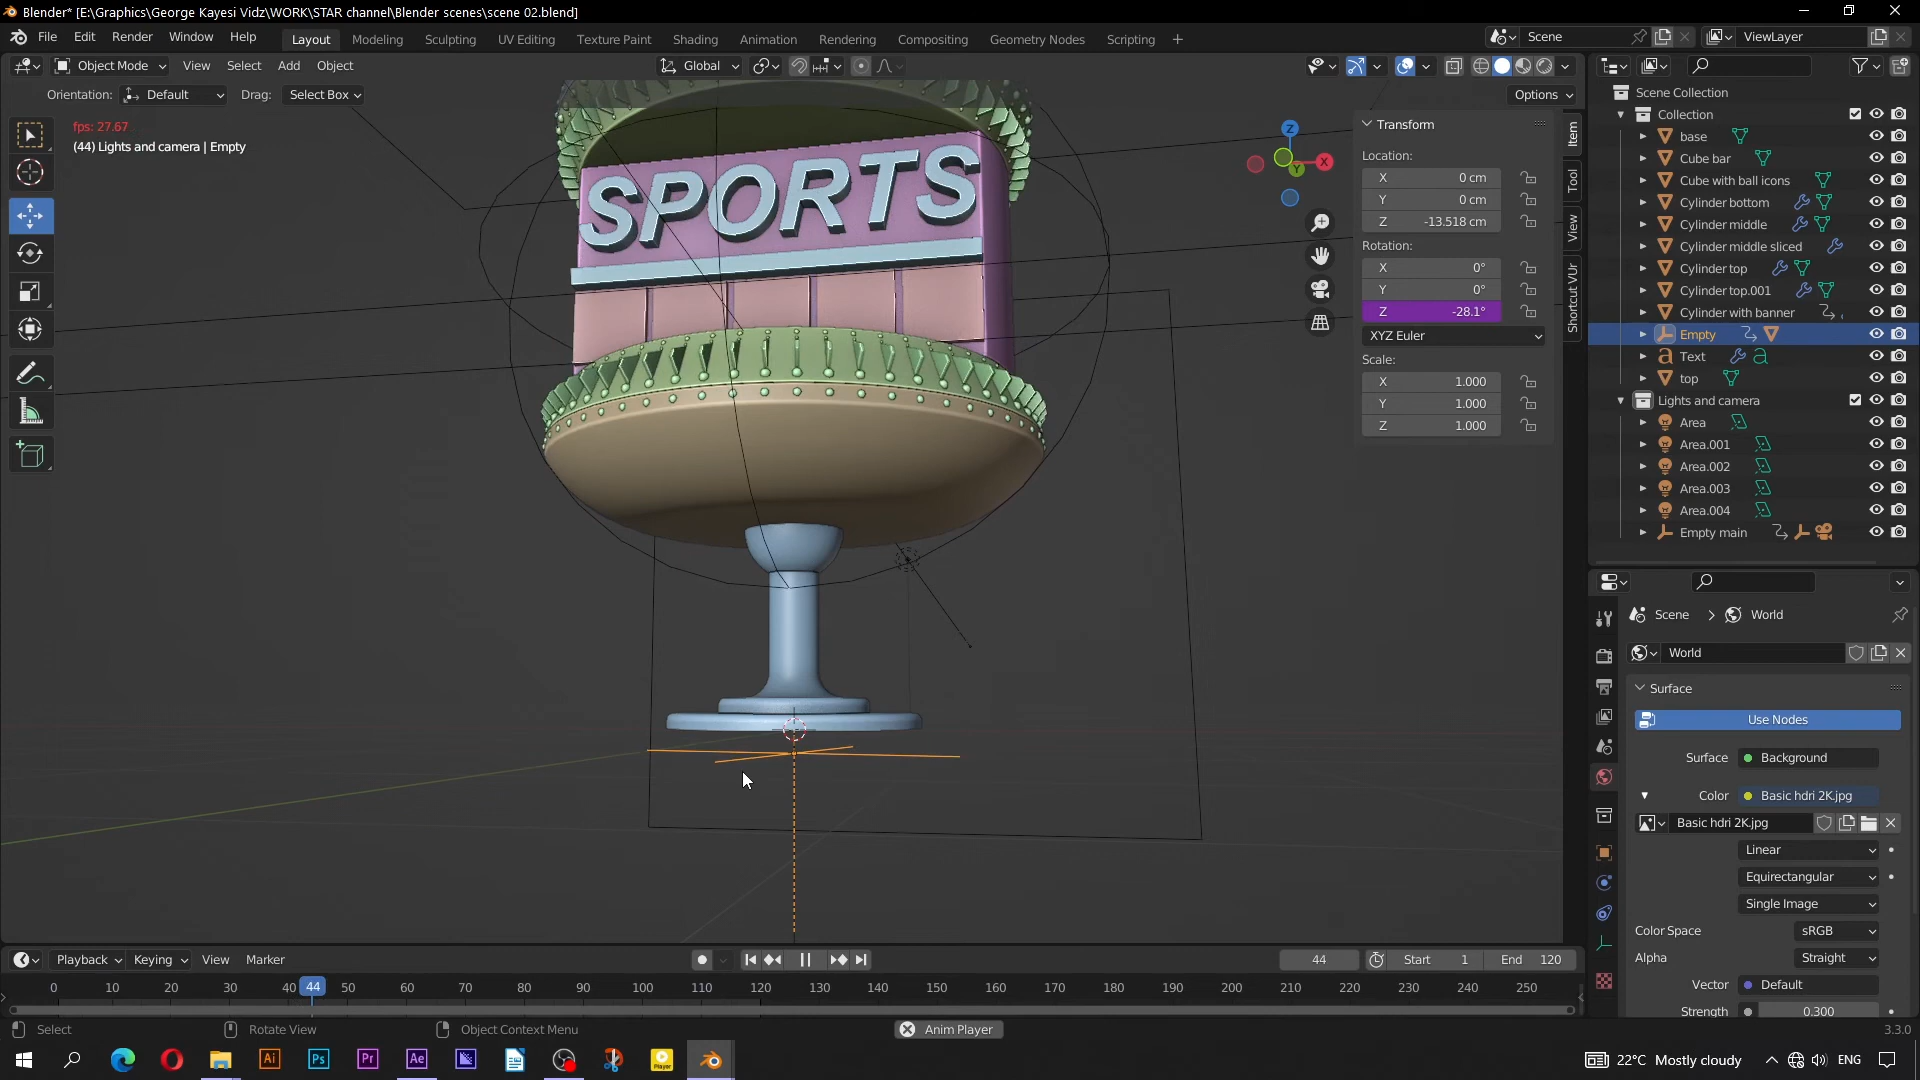 Blender* [E:\Graphics\George Kayesi Vidz\WORK\STAR channel\Blender scenes\scene 02.blend]
File Edit Render Window Help Layout Modeling Sculpting UV Editing Texture Paint Shading Animation Rendering Compositing Geometry Nodes Scripting + Scene ViewLayer
Object Mode View Select Add Object Global
Orientation: Default Drag: Select Box Options
fps: 27.67
(44) Lights and camera | Empty
SPORTS
Z
X
Y
Transform
Location:
X 0 cm
Y 0 cm
Z -13.518 cm
Rotation:
X 0°
Y 0°
Z -28.1°
XYZ Euler
Scale:
X 1.000
Y 1.000
Z 1.000
Item
Tool
View
Shortcut VUr
Scene Collection
Collection
base
Cube bar
Cube with ball icons
Cylinder bottom
Cylinder middle
Cylinder middle sliced
Cylinder top
Cylinder top.001
Cylinder with banner
Empty
Text
top
Lights and camera
Area
Area.001
Area.002
Area.003
Area.004
Empty main
Scene > World
World
Surface
Use Nodes
Surface Background
Color Basic hdri 2K.jpg
Basic hdri 2K.jpg
Linear
Equirectangular
Single Image
Color Space sRGB
Alpha Straight
Vector Default
Strength 0.300
Playback Keying View Marker 44 Start 1 End 120
0 10 20 30 40 44 50 60 70 80 90 100 110 120 130 140 150 160 170 180 190 200 210 220 230 240 250
Select Rotate View Object Context Menu Anim Player 3.3.0
Ai Ps Pr Ae Player 22°C Mostly cloudy ENG